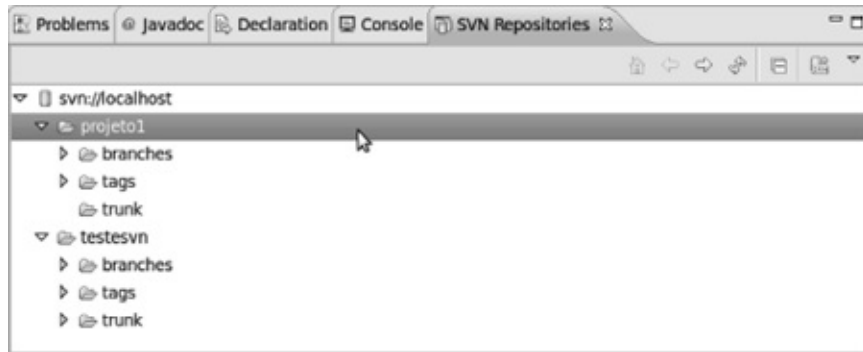 Problems @ Javadoc Declaration Console SVN Repositories
svn://localhost
projeto1
branches
tags
trunk
testesvn
branches
tags
trunk